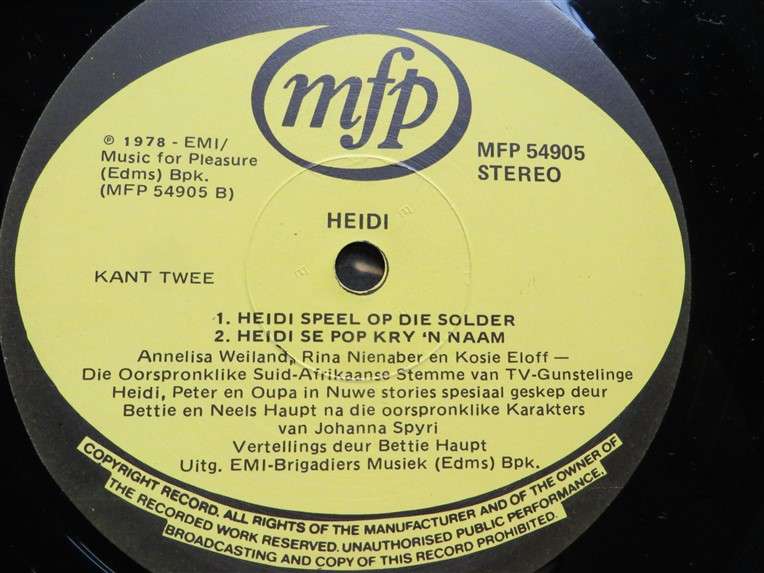 mfp
℗ 1978 - EMI/
Music for Pleasure
(Edms) Bpk.
(MFP 54905 B)
MFP 54905
STEREO
HEIDI
KANT TWEE
1. HEIDI SPEEL OP DIE SOLDER
2. HEIDI SE POP KRY 'N NAAM
Annelisa Weiland, Rina Nienaber en Kosie Eloff —
Die Oorspronklike Suid-Afrikaanse Stemme van TV-Gunstelinge
Heidi, Peter en Oupa in Nuwe stories spesiaal geskep deur
Bettie en Neels Haupt na die oorspronklike Karakters
van Johanna Spyri
Vertellings deur Bettie Haupt
Uitg. EMI-Brigadiers Musiek (Edms) Bpk.
COPYRIGHT RECORD. ALL RIGHTS OF THE MANUFACTURER AND OF THE OWNER OF
THE RECORDED WORK RESERVED. UNAUTHORISED PUBLIC PERFORMANCE,
BROADCASTING AND COPY OF THIS RECORD PROHIBITED.